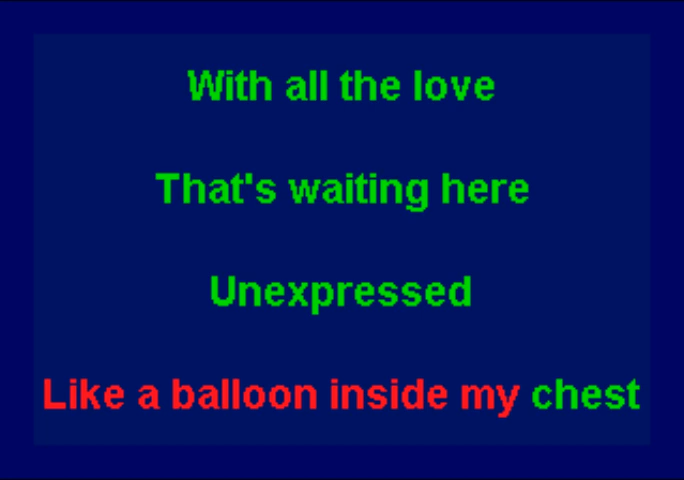 With all the love
That's waiting here
Unexpressed
Like a balloon inside my chest